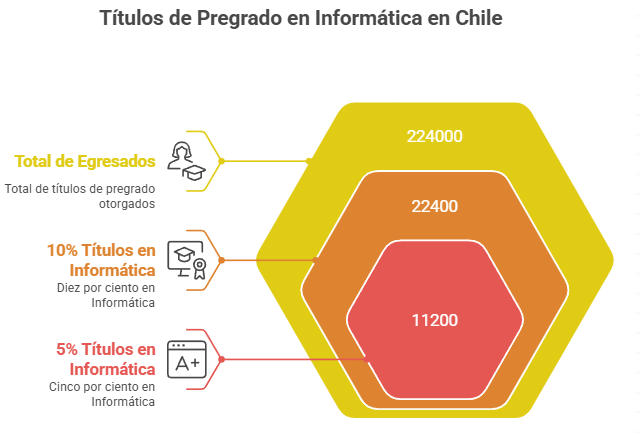 Títulos de Pregrado en Informática en Chile
224000
Total de Egresados
Total de títulos de pregrado
otorgados
22400
10% Títulos en
Informática
Diez por ciento en
Informática
11200
5% Títulos en
Informática
Cinco por ciento en
Informática
A+